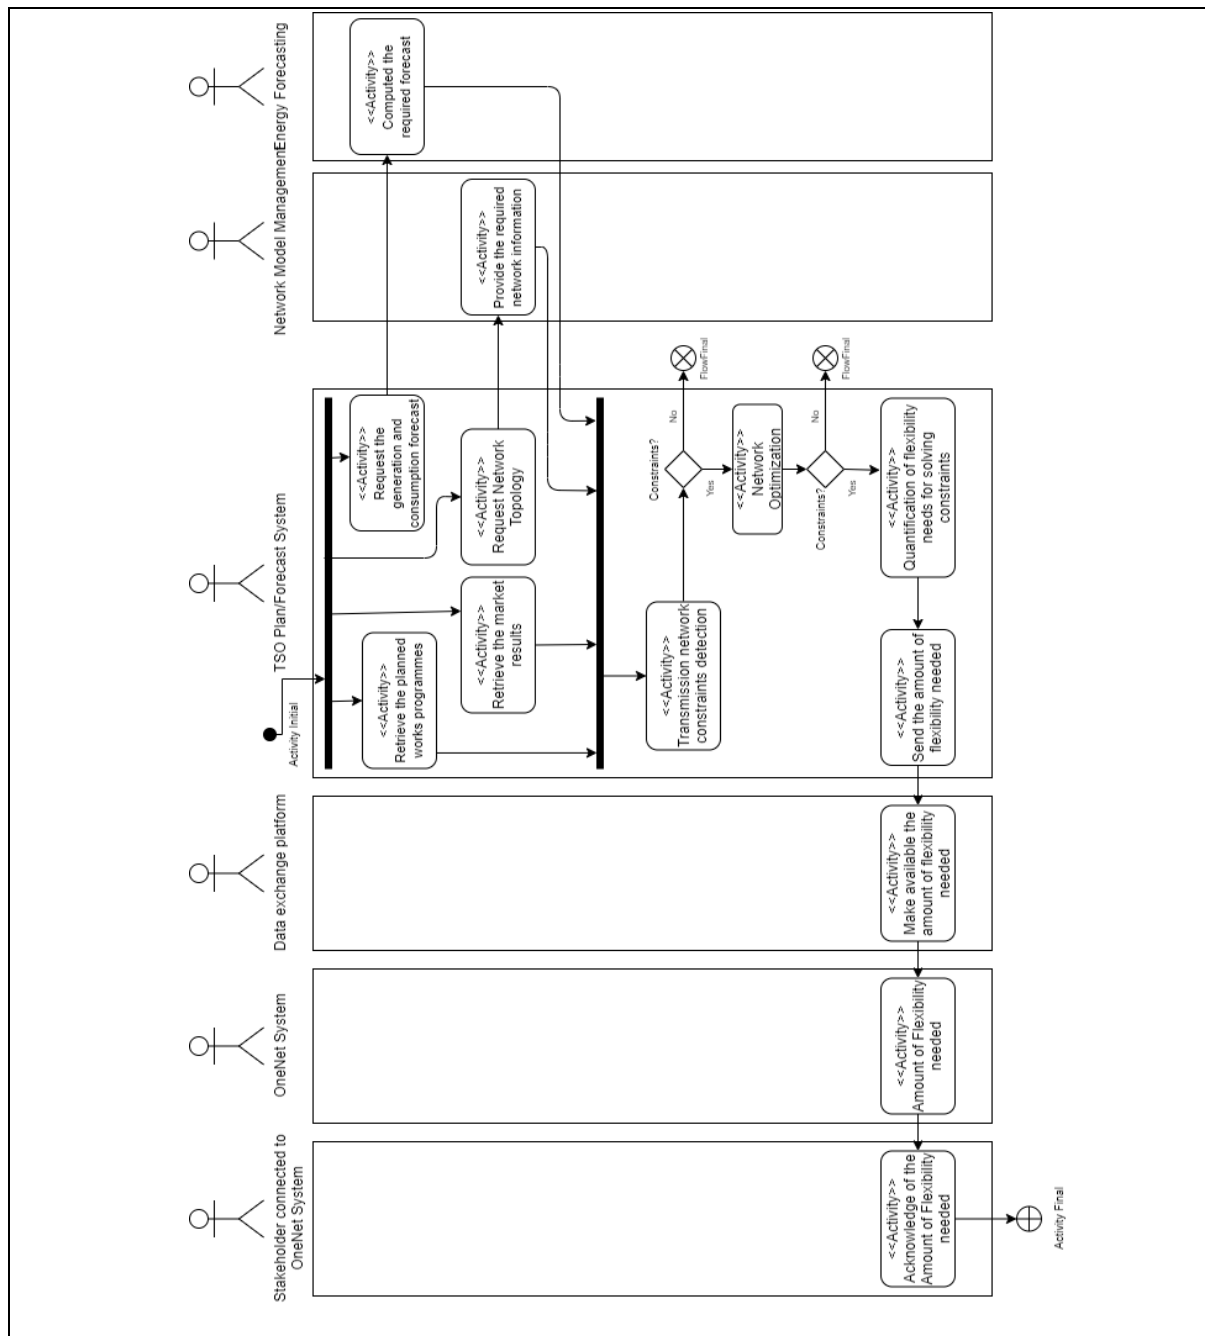 Stakeholder connected to
OneNet System
OneNet System
Data exchange platform
TSO Plan/Forecast System
Network Model Managemen
Energy Forecasting
Activity Initial
<<Activity>>
Retrieve the planned
works programmes
<<Activity>>
Request the
generation and
consumption forecast
<<Activity>>
Computed the
required forecast
<<Activity>>
Retrieve the market
results
<<Activity>>
Request Network
Topology
<<Activity>>
Provide the required
network information
<<Activity>>
Transmission network
constraints detection
Constraints?
No
FlowFinal
Yes
<<Activity>>
Network
Optimization
Constraints?
No
FlowFinal
Yes
<<Activity>>
Quantification of flexibility
needs for solving
constraints
<<Activity>>
Send the amount of
flexibility needed
<<Activity>>
Make available the
amount of flexibility
needed
<<Activity>>
Amount of Flexibility
needed
<<Activity>>
Acknowledge of the
Amount of Flexibility
needed
Activity Final